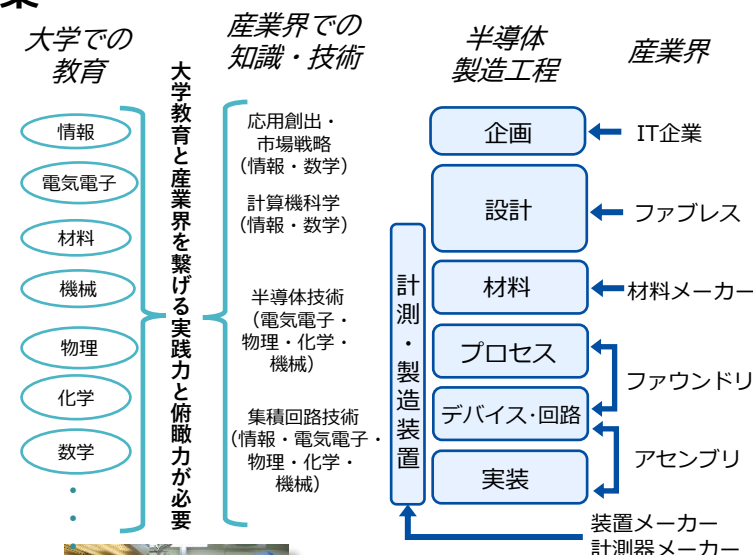 大学での
教育
情報
電気電子
材料
機械
物理
化学
数学
大学教育と産業界を繋げる実践力と俯瞰力が必要
産業界での
知識・技術
応用創出・
市場戦略
（情報・数学）
計算機科学
（情報・数学）
半導体技術
（電気電子・
物理・化学・
機械）
集積回路技術
（情報・電気電子・
物理・化学・
機械）
半導体
製造工程
企画
設計
材料
プロセス
デバイス・回路
実装
計測・製造装置
産業界
IT企業
ファブレス
材料メーカー
ファウンドリ
アセンブリ
装置メーカー
計測器メーカー